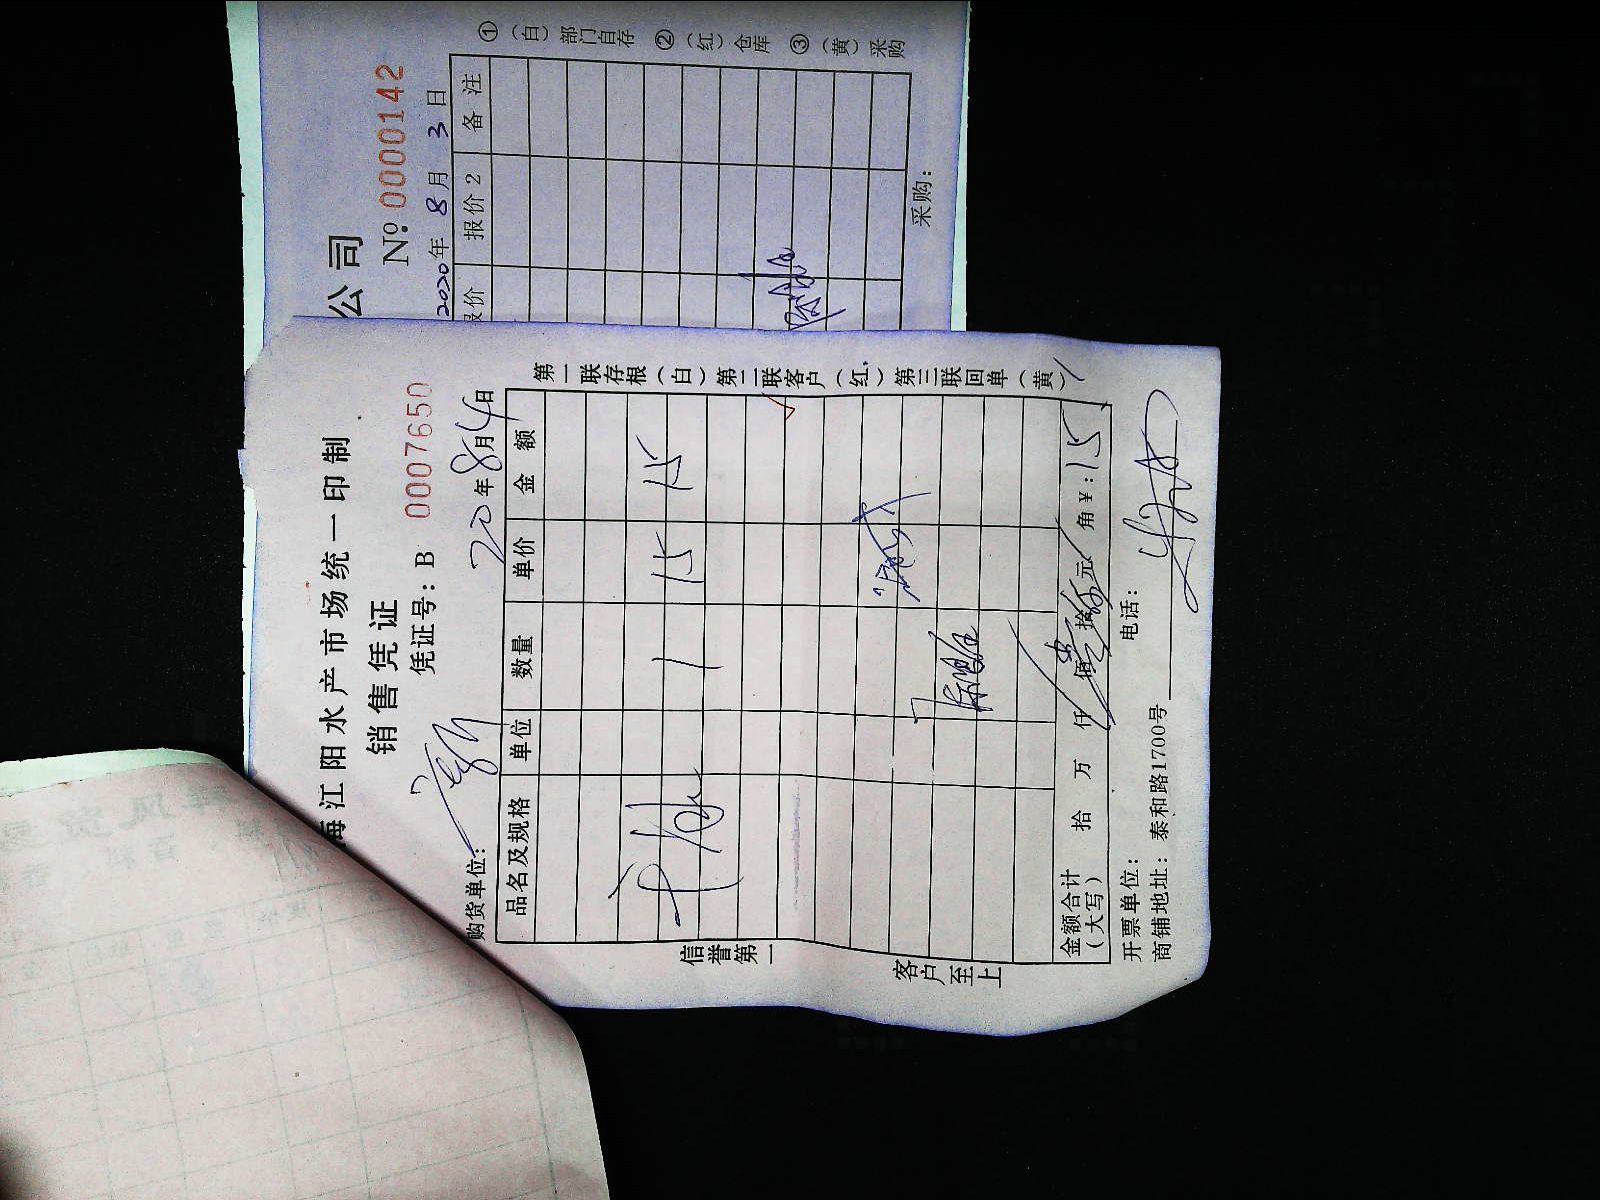 公司
№ 0000142
2020年 8月 3日
报价 报价2 备注
①（白）部门自存 ②（红）仓库 ③（黄）采购
采购：
海江阳水产市场统一印制
销售凭证
凭证号：B 0007650
购货单位： 20年8月4日
品名及规格 单位 数量 单价 金额
1 15 15
金额合计（大写） 拾 万 仟 佰 拾 元 角 ¥：15
开票单位： 电话：
商铺地址：泰和路1700号
信誉第一 客户至上
第一联存根（白）第二联客户（红）第三联回单（黄）